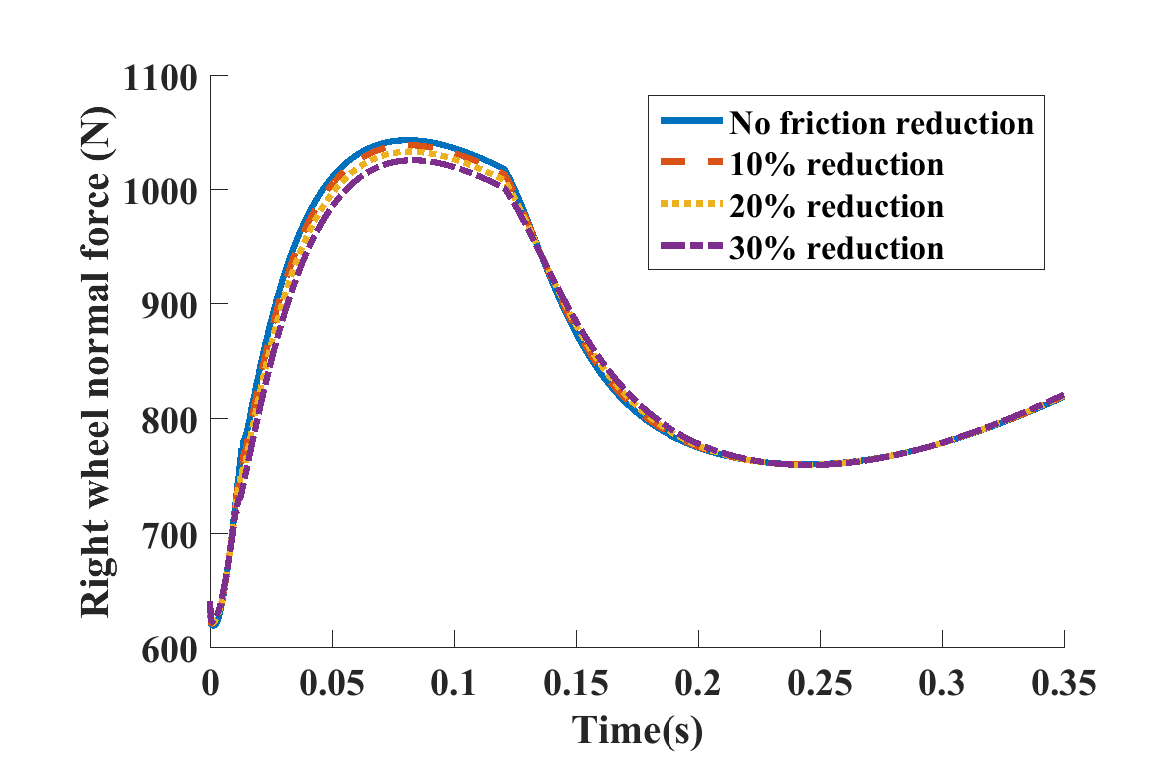 Right wheel normal force (N)
1100
1000
900
800
700
600
No friction reduction
10% reduction
20% reduction
30% reduction
0
0.05
0.1
0.15
0.2
0.25
0.3
0.35
Time(s)